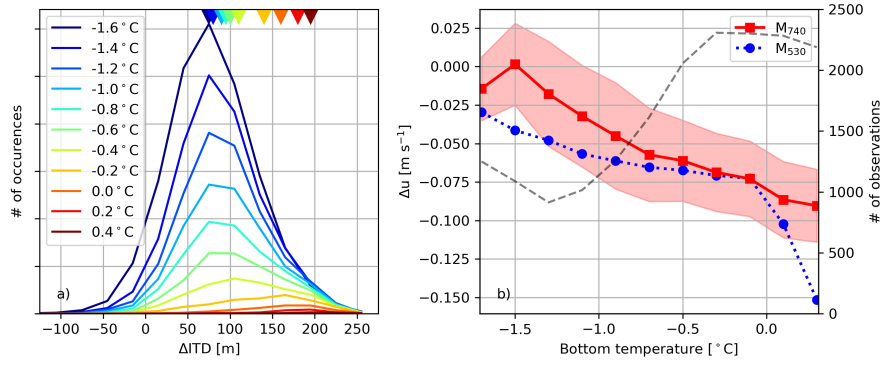 -1.6°C
-1.4°C
-1.2°C
-1.0°C
-0.8°C
-0.6°C
-0.4°C
-0.2°C
0.0°C
0.2°C
0.4°C
# of occurrences
a)
-100 -50 0 50 100 150 200 250
ΔITD [m]
0.025
0.000
−0.025
−0.050
−0.075
−0.100
−0.125
−0.150
Δu [m s⁻¹]
M₇₄₀
M₅₃₀
b)
−1.5 −1.0 −0.5 0.0
Bottom temperature [°C]
2500
2000
1500
1000
500
0
# of observations